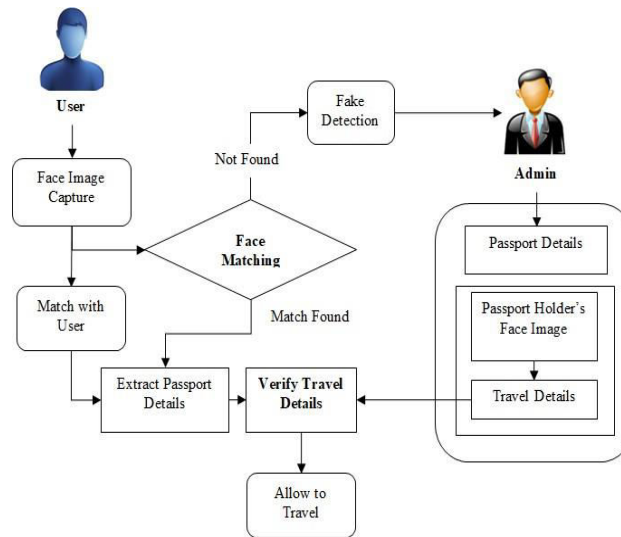 User
Fake
Detection
Admin
Not Found
Face Image
Capture
Face
Matching
Passport Details
Match with
User
Match Found
Passport Holder's
Face Image
Extract Passport
Details
Verify Travel
Details
Travel Details
Allow to
Travel